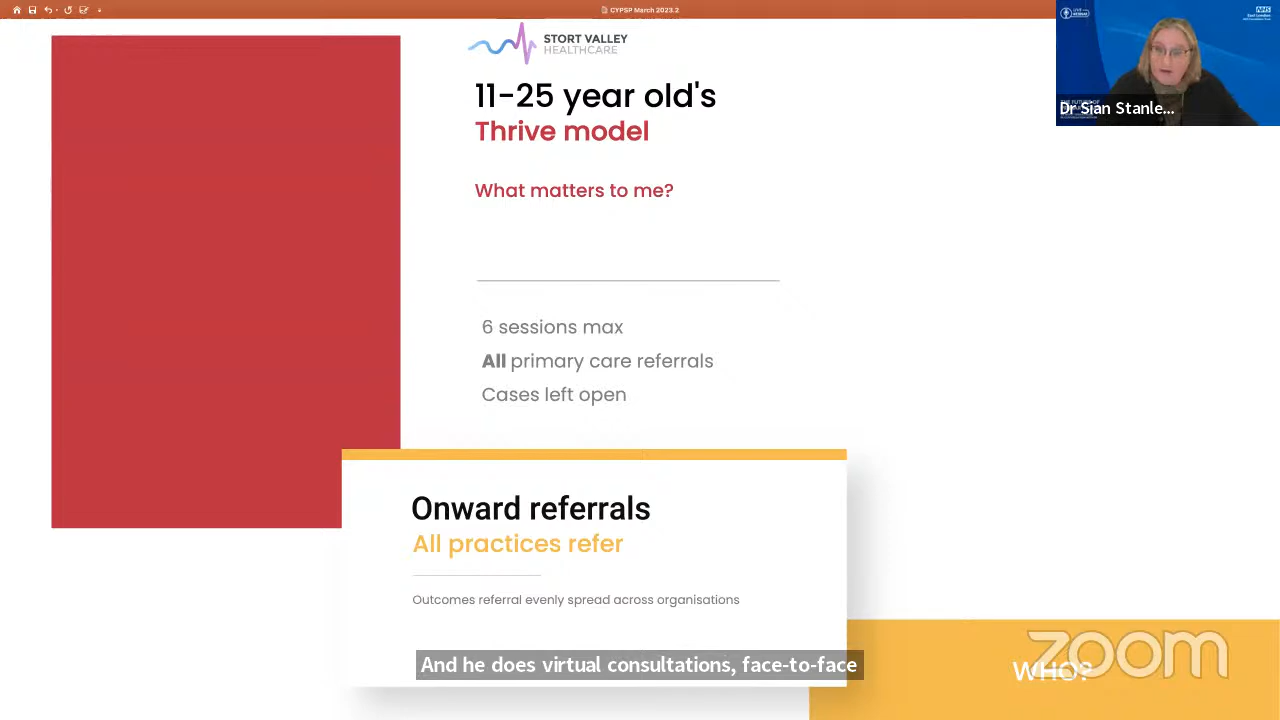 CYPSP March 2023.2
STORT VALLEY
HEALTHCARE
11-25 year old's
Thrive model
What matters to me?
6 sessions max
All primary care referrals
Cases left open
Onward referrals
All practices refer
Outcomes referral evenly spread across organisations
And he does virtual consultations, face-to-face
WHO?
zoom
NHS
Dr Sian Stanle...